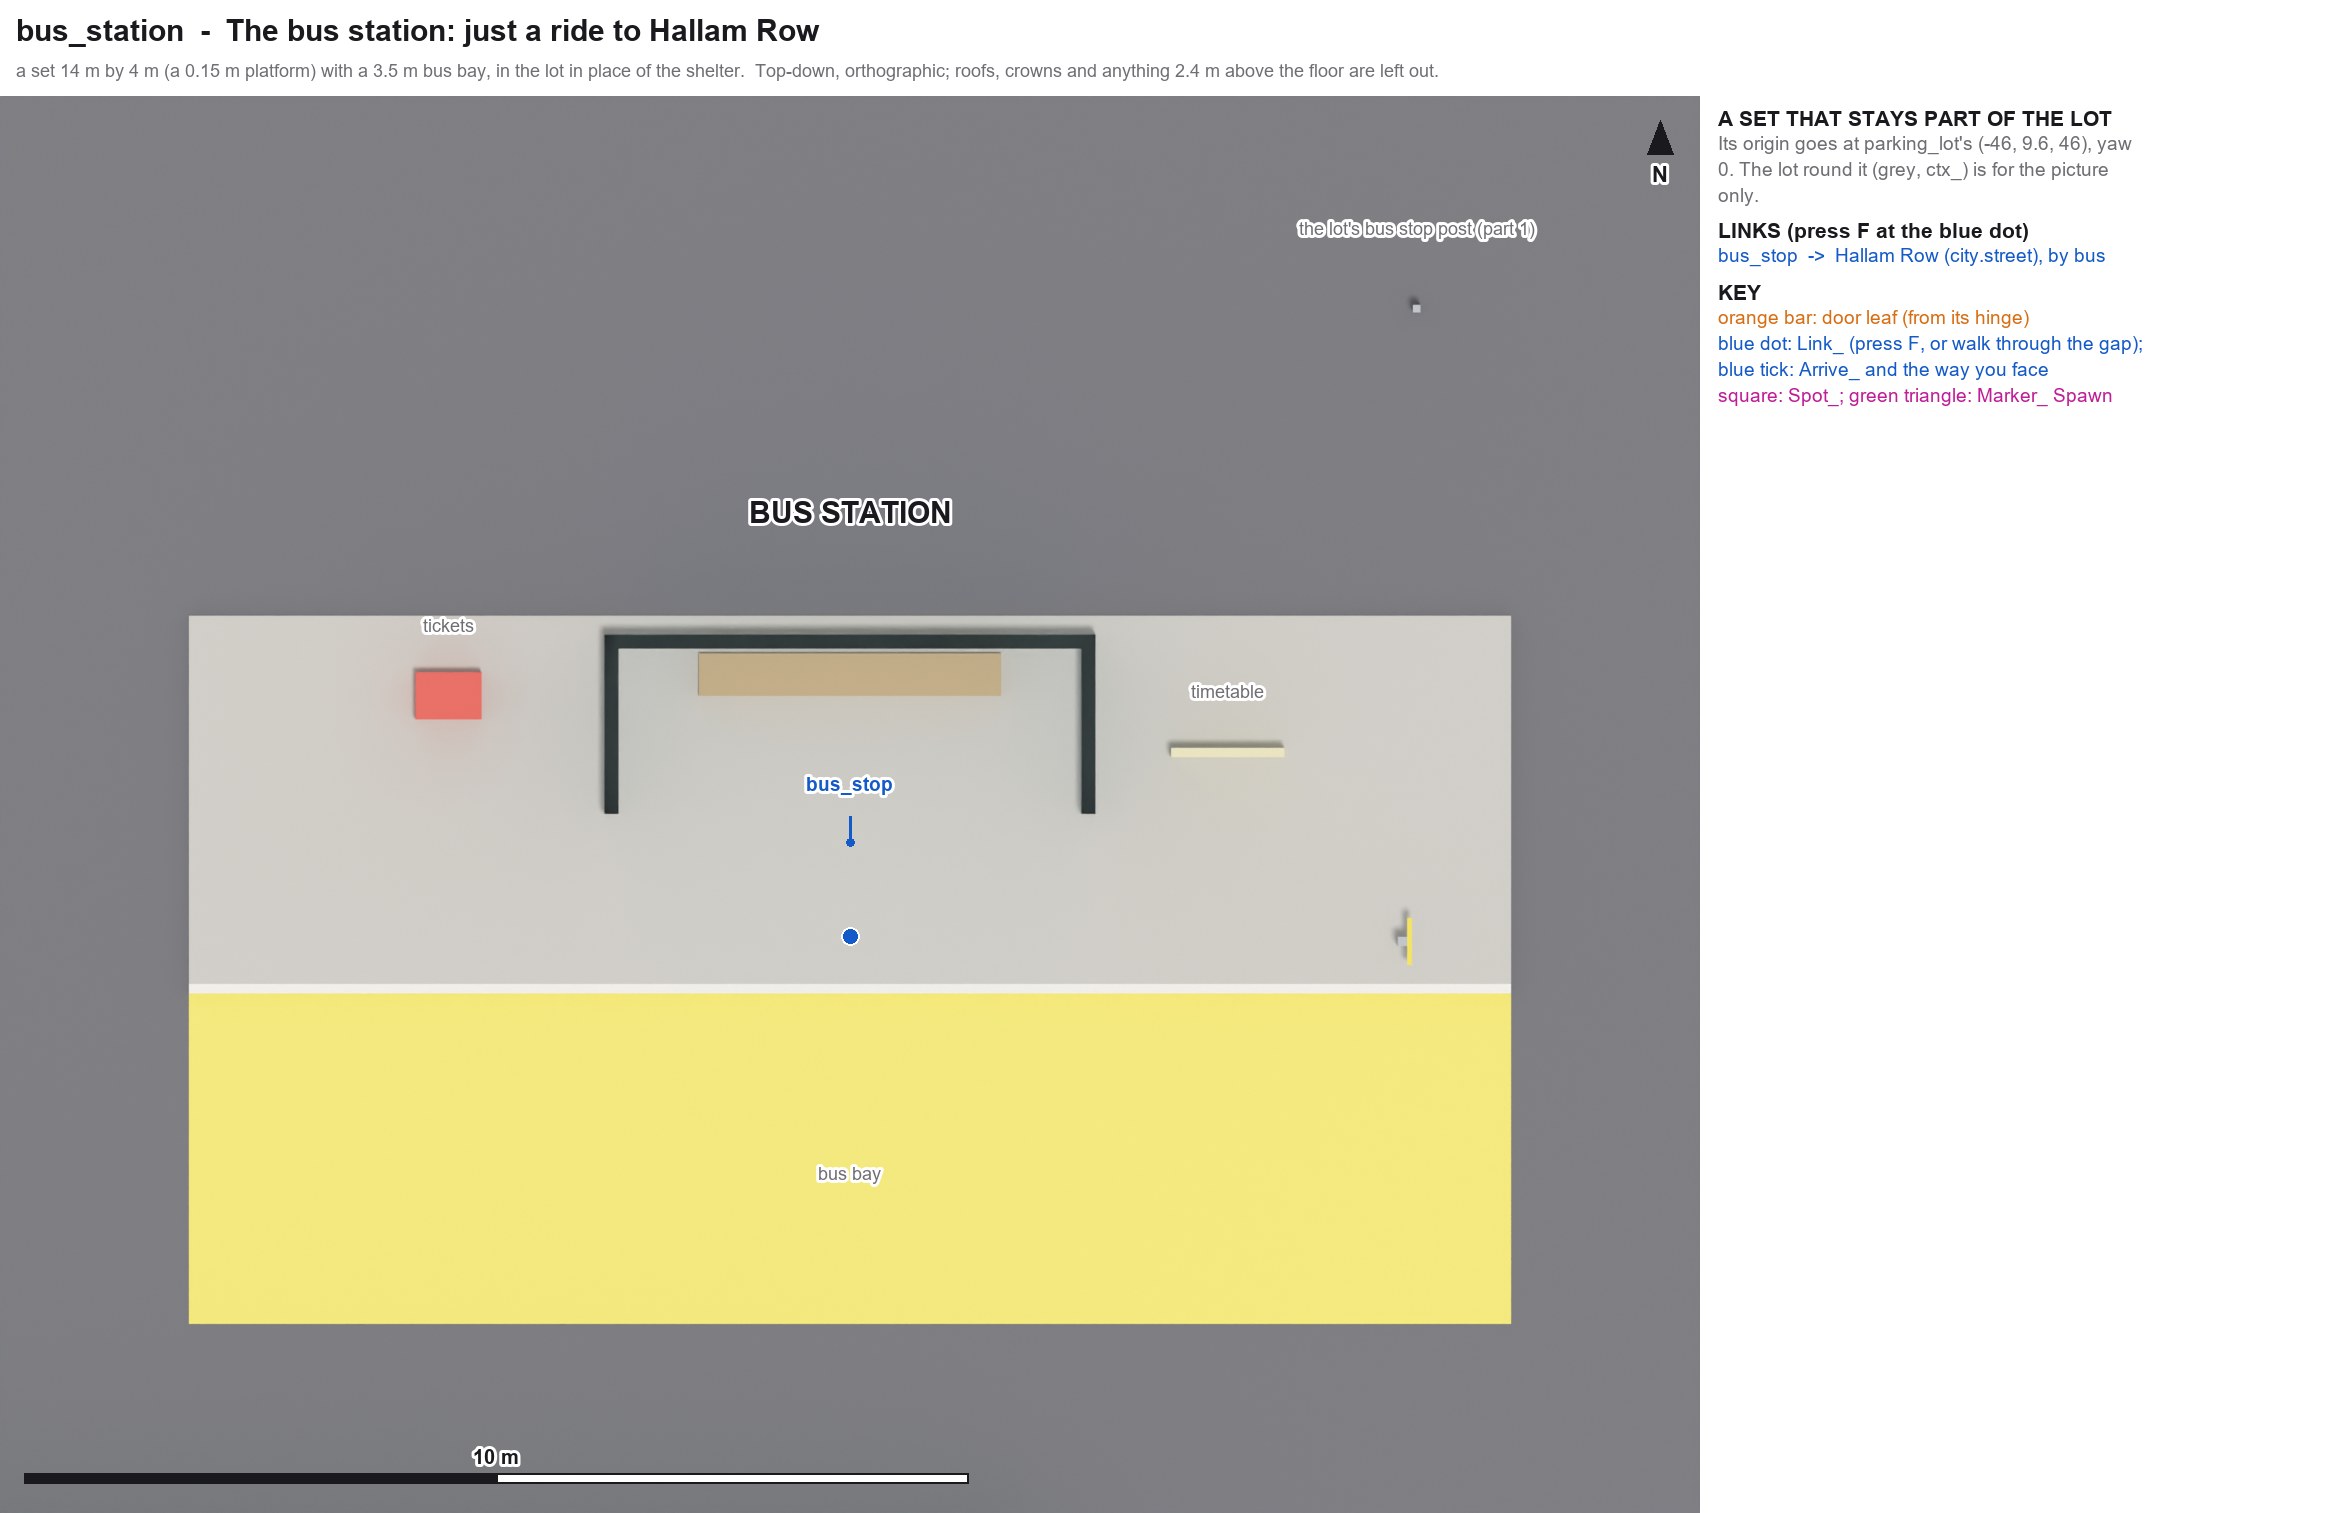 bus_station - The bus station: just a ride to Hallam Row
a set 14 m by 4 m (a 0.15 m platform) with a 3.5 m bus bay, in the lot in place of the shelter. Top-down, orthographic; roofs, crowns and anything 2.4 m above the floor are left out.
N
the lot's bus stop post (part 1)
BUS STATION
tickets
timetable
bus_stop
bus bay
10 m
A SET THAT STAYS PART OF THE LOT
Its origin goes at parking_lot's (-46, 9.6, 46), yaw
0. The lot round it (grey, ctx_) is for the picture
only.
LINKS (press F at the blue dot)
bus_stop -> Hallam Row (city.street), by bus
KEY
orange bar: door leaf (from its hinge)
blue dot: Link_ (press F, or walk through the gap);
blue tick: Arrive_ and the way you face
square: Spot_; green triangle: Marker_ Spawn